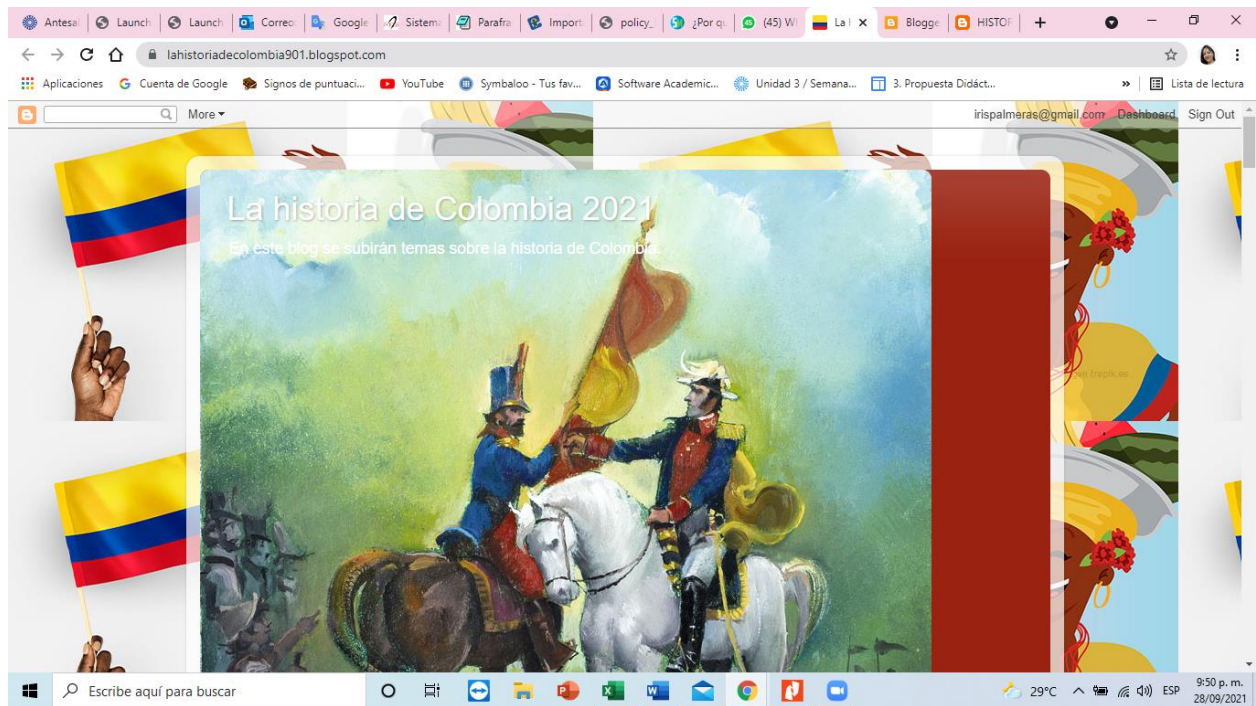 Antesal
Launch
Launch
Correo
Google
Sistem
Parafra
Import
policy_
¿Por qu
(45) W
La
Blogge
HISTOR
lahistoriadecolombia901.blogspot.com
Aplicaciones
Cuenta de Google
Signos de puntuaci...
YouTube
Symbaloo - Tus fav...
Software Academic...
Unidad 3 / Semana...
3. Propuesta Didáct...
»
Lista de lectura
More
irispalmeras@gmail.com
Dashboard
Sign Out
La historia de Colombia 2021
En este blog se subirán temas sobre la historia de Colombia.
Escribe aquí para buscar
29°C
ESP
9:50 p. m.
28/09/2021